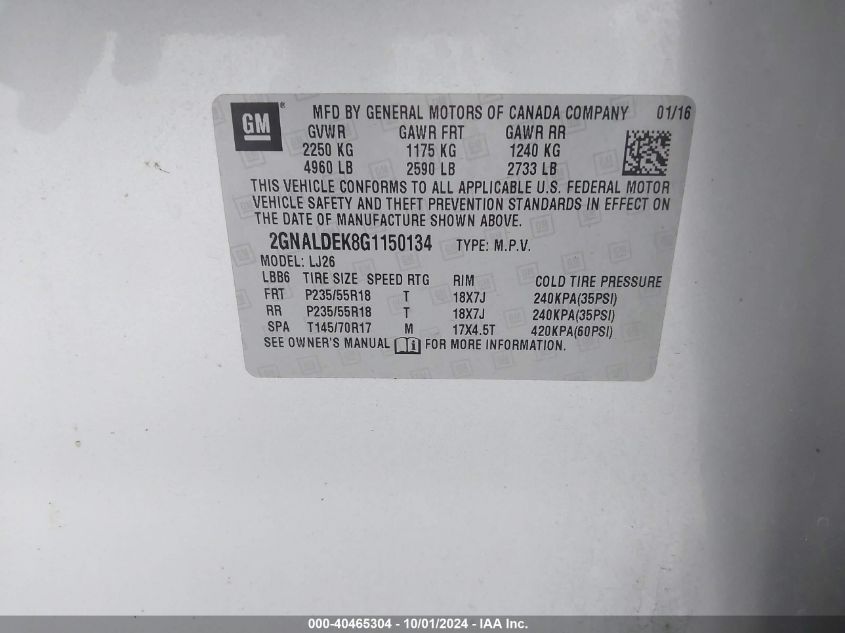 GM ® MFD BY GENERAL MOTORS OF CANADA COMPANY 01/16
GVWR GAWR FRT GAWR RR
2250 KG 1175 KG 1240 KG
4960 LB 2590 LB 2733 LB
THIS VEHICLE CONFORMS TO ALL APPLICABLE U.S. FEDERAL MOTOR
VEHICLE SAFETY AND THEFT PREVENTION STANDARDS IN EFFECT ON
THE DATE OF MANUFACTURE SHOWN ABOVE.
2GNALDEK8G1150134 TYPE: M.P.V.
MODEL: LJ26
LBB6 TIRE SIZE SPEED RTG RIM COLD TIRE PRESSURE
FRT P235/55R18 T 18X7J 240KPA(35PSI)
RR P235/55R18 T 18X7J 240KPA(35PSI)
SPA T145/70R17 M 17X4.5T 420KPA(60PSI)
SEE OWNER'S MANUAL FOR MORE INFORMATION.
000-40465304 - 10/01/2024 - IAA Inc.